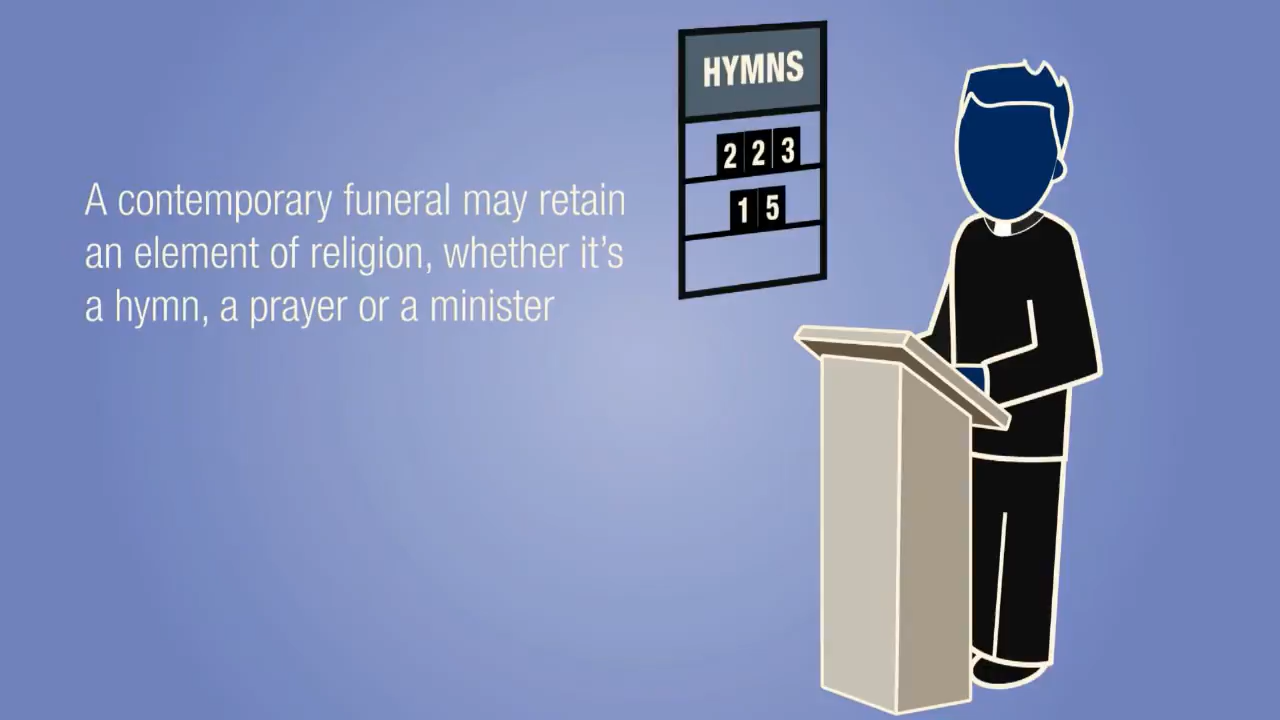 A contemporary funeral may retain
an element of religion, whether it’s
a hymn, a prayer or a minister
HYMNS
223
15